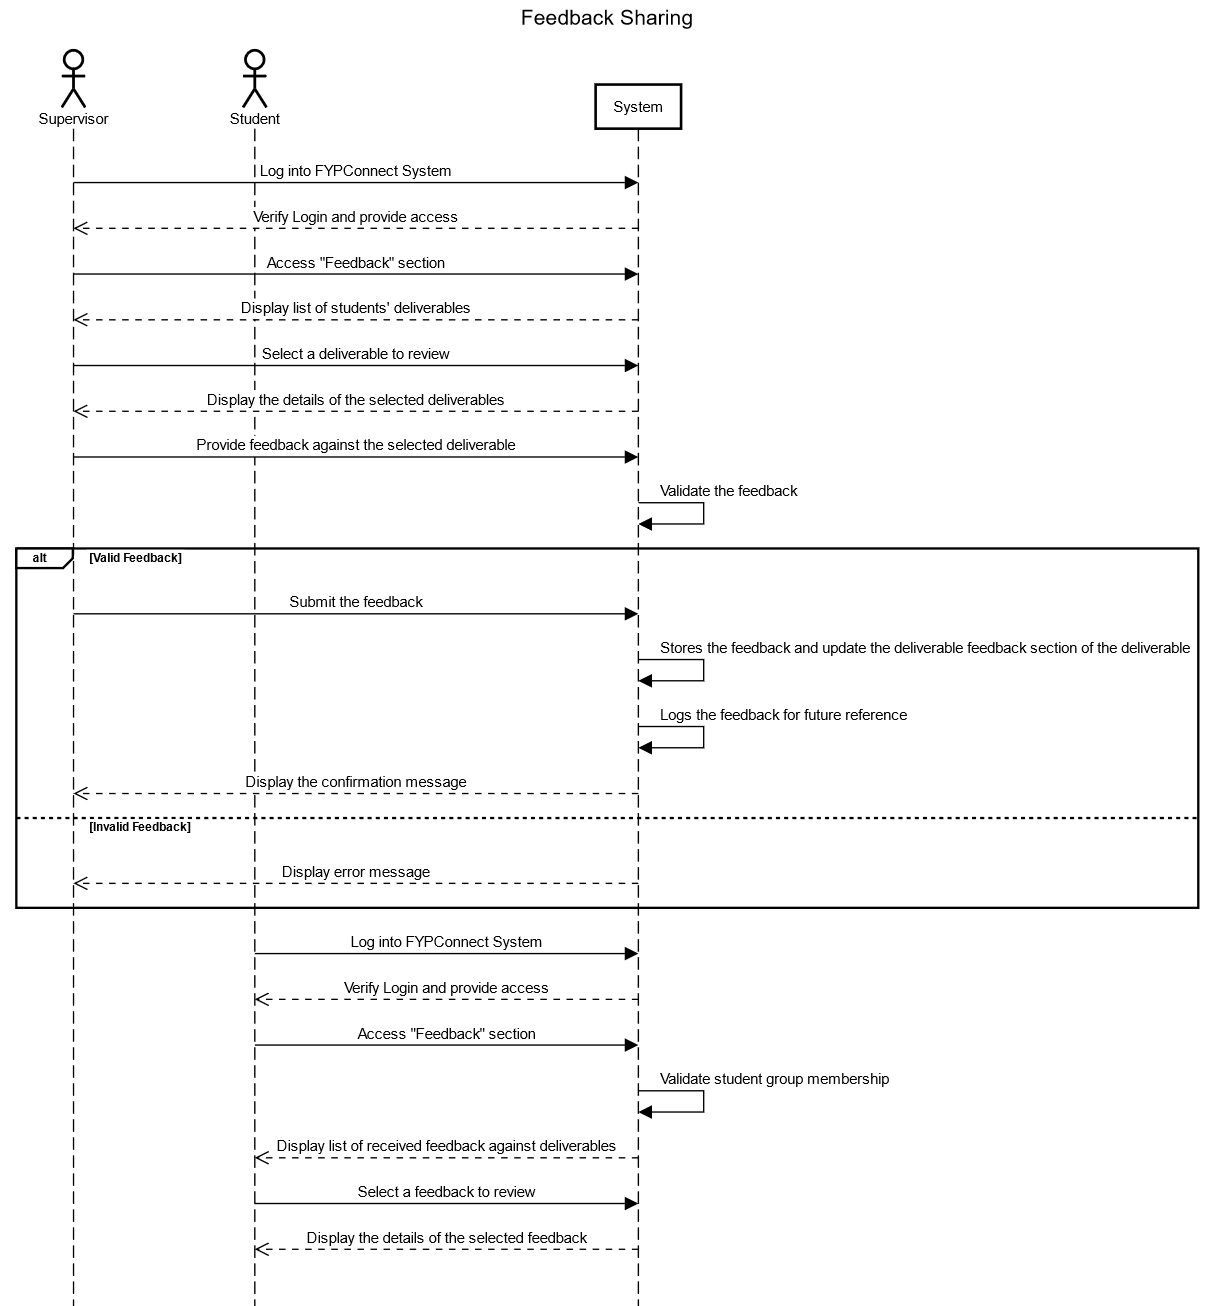 Feedback Sharing
Supervisor
Student
System
Log into FYPConnect System
Verify Login and provide access
Access "Feedback" section
Display list of students' deliverables
Select a deliverable to review
Display the details of the selected deliverables
Provide feedback against the selected deliverable
Validate the feedback
alt
[Valid Feedback]
Submit the feedback
Stores the feedback and update the deliverable feedback section of the deliverable
Logs the feedback for future reference
Display the confirmation message
[Invalid Feedback]
Display error message
Log into FYPConnect System
Verify Login and provide access
Access "Feedback" section
Validate student group membership
Display list of received feedback against deliverables
Select a feedback to review
Display the details of the selected feedback